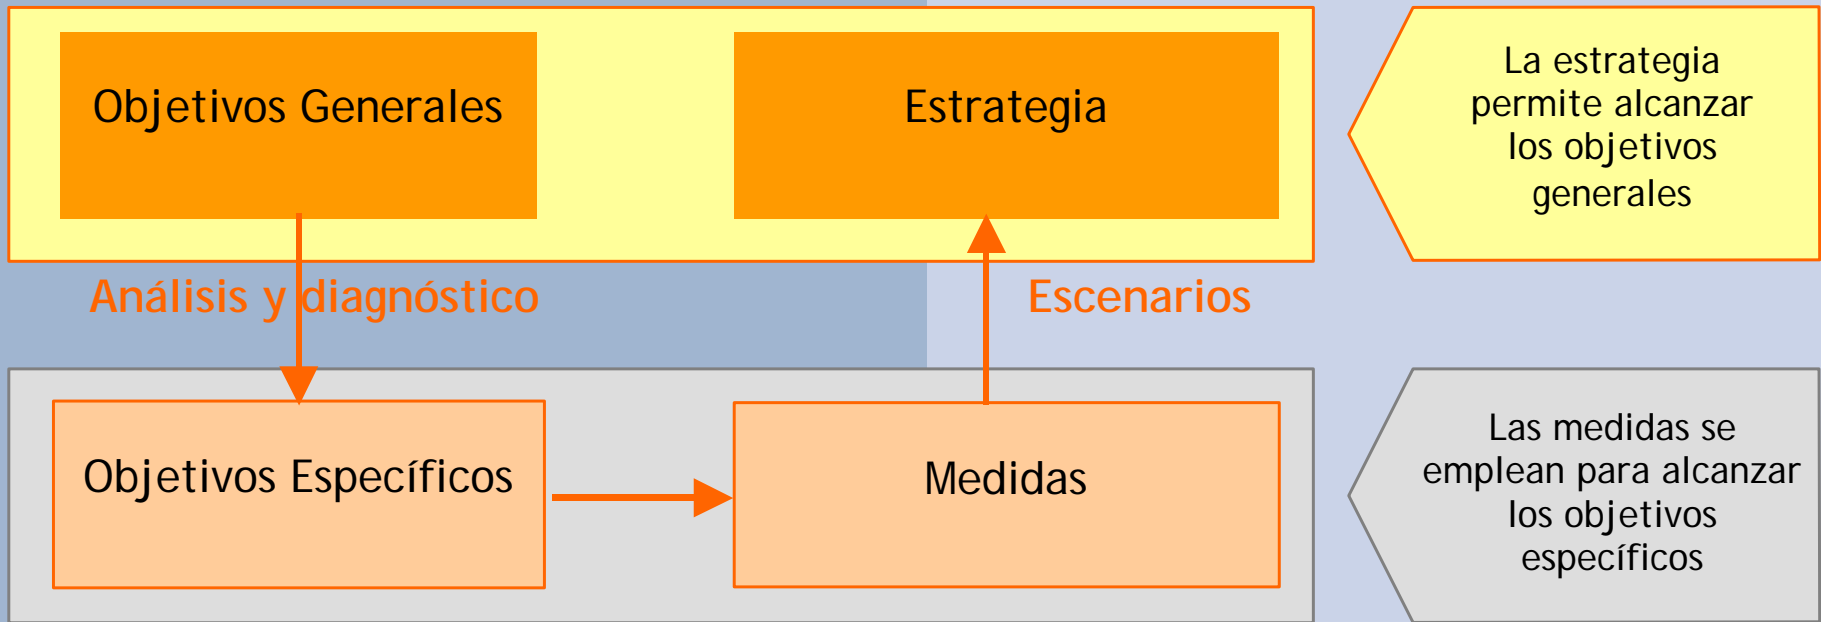 Objetivos Generales
Estrategia
La estrategia
permite alcanzar
los objetivos
generales
Análisis y diagnóstico
Escenarios
Objetivos Específicos
Medidas
Las medidas se
emplean para alcanzar
los objetivos
específicos